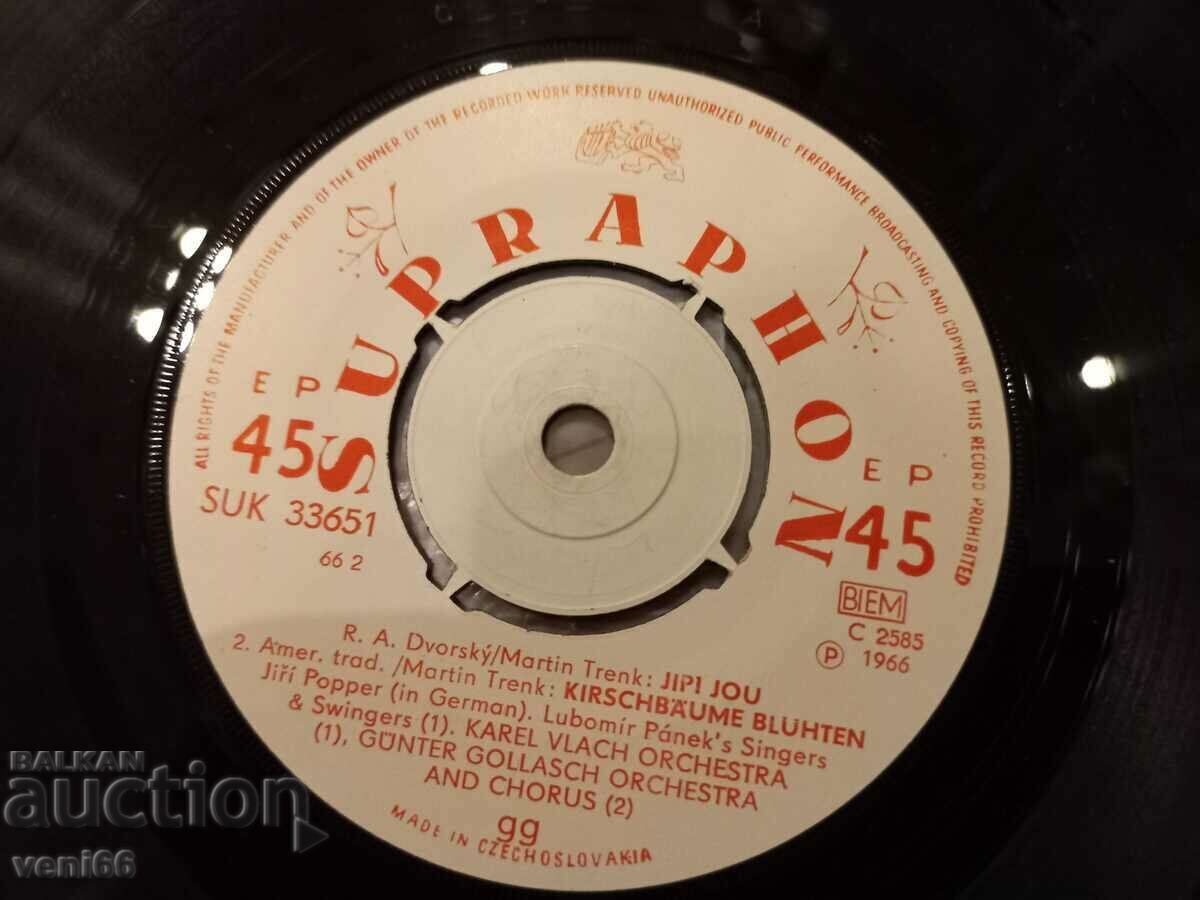 ALL RIGHTS OF THE MANUFACTURER AND OF THE OWNER OF THE RECORDED WORK RESERVED UNAUTHORIZED PUBLIC PERFORMANCE BROADCASTING AND COPYING OF THIS RECORD PROHIBITED
SUPRAPHON
EP
45
SUK 33651
66 2
EP
45
BIEM
C 2585
Ⓟ 1966
R. A. Dvorský/Martin Trenk: JIPI JOU
2. Amer. trad. /Martin Trenk: KIRSCHBÄUME BLÜHTEN
Jiří Popper (in German). Lubomír Pánek's Singers
& Swingers (1). KAREL VLACH ORCHESTRA
(1), GÜNTER GOLLASCH ORCHESTRA
AND CHORUS (2)
gg
MADE IN CZECHOSLOVAKIA
BALKAN
auction
veni66